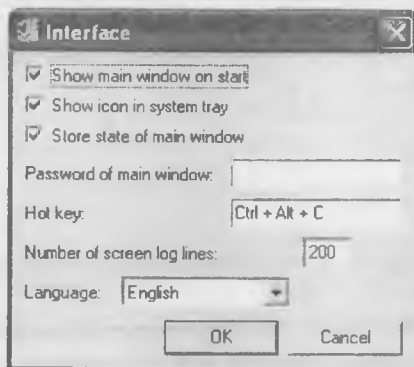 Interface
Show main window on start
Show icon in system tray
Store state of main window
Password of main window:
Hot key: Ctrl + Alt + C
Number of screen log lines: 200
Language: English
OK Cancel